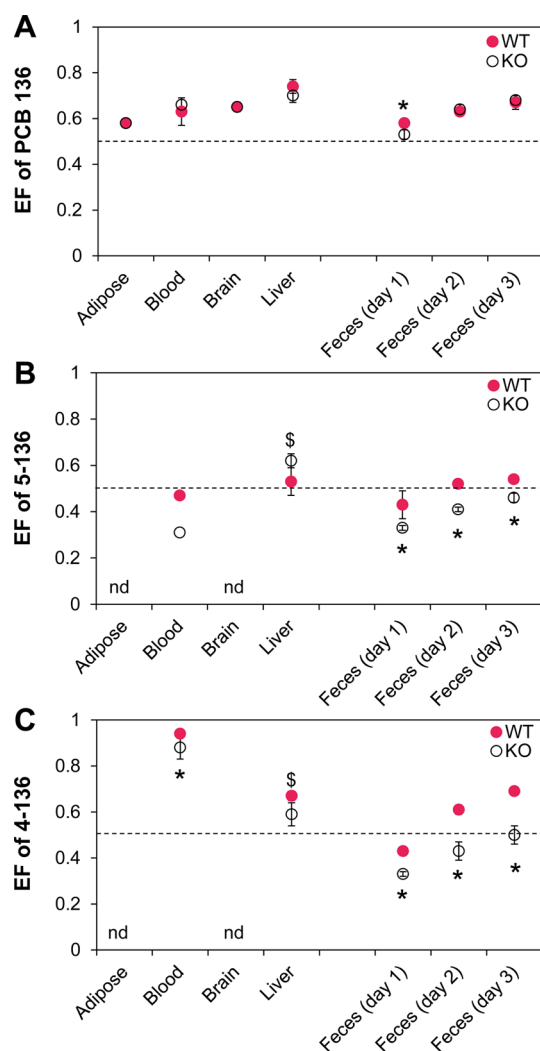 A
EF of PCB 136
1
0.8
0.6
0.4
0.2
0
WT
KO
*
Adipose
Blood
Brain
Liver
Feces (day 1)
Feces (day 2)
Feces (day 3)
B
EF of 5-136
1
0.8
0.6
0.4
0.2
0
WT
KO
$
nd
nd
*
*
*
Adipose
Blood
Brain
Liver
Feces (day 1)
Feces (day 2)
Feces (day 3)
C
EF of 4-136
1
0.8
0.6
0.4
0.2
0
WT
KO
*
$
nd
nd
*
*
*
Adipose
Blood
Brain
Liver
Feces (day 1)
Feces (day 2)
Feces (day 3)